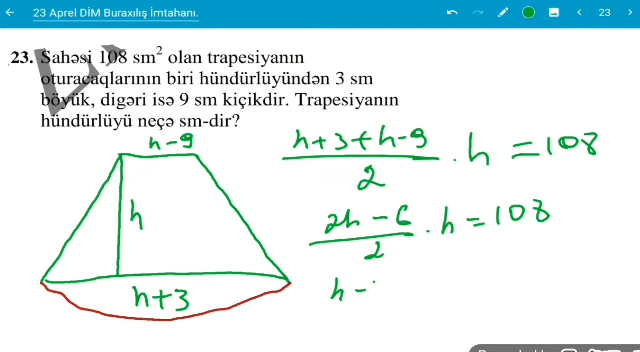 23 Aprel DİM Buraxılış İmtahanı.
23
23. Sahəsi 108 sm² olan trapesiyanın
oturacaqlarının biri hündürlüyündən 3 sm
böyük, digəri isə 9 sm kiçikdir. Trapesiyanın
hündürlüyü neçə sm-dir?
h-9
h
h+3
h+3+h-9/2 · h = 108
2h-6/2 · h = 108
h -